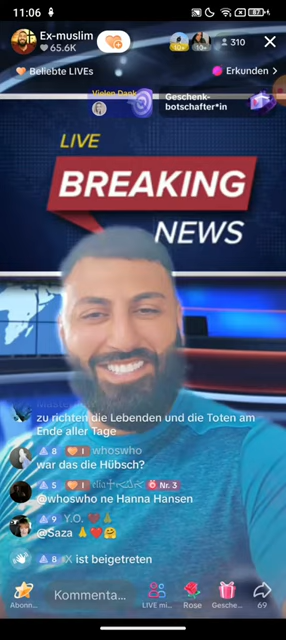 11:06
Ex-muslim
65.6K
10+
10+
310
Beliebte LIVEs
Erkunden >
Vielen Dank
Geschenk-
botschafter*in
LIVE
BREAKING
NEWS
zu richten die Lebenden und die Toten am
Ende aller Tage
8 I whoswho
war das die Hübsch?
5 I Nr. 3
@whoswho ne Hanna Hansen
9 Y.O.
@Saza
8 ist beigetreten
Abonn...
Kommenta...
LIVE mi...
Rose
Gesche...
69